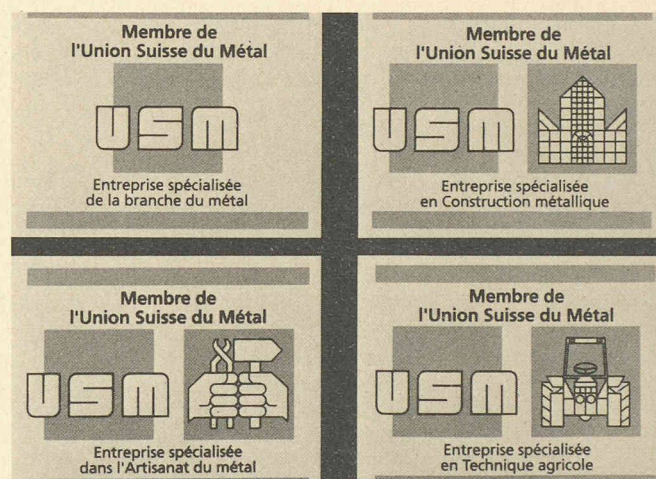 Membre de
l'Union Suisse du Métal
USM
Entreprise spécialisée
de la branche du métal
Membre de
l'Union Suisse du Métal
USM
Entreprise spécialisée
en Construction métallique
Membre de
l'Union Suisse du Métal
USM
Entreprise spécialisée
dans l'Artisanat du métal
Membre de
l'Union Suisse du Métal
USM
Entreprise spécialisée
en Technique agricole